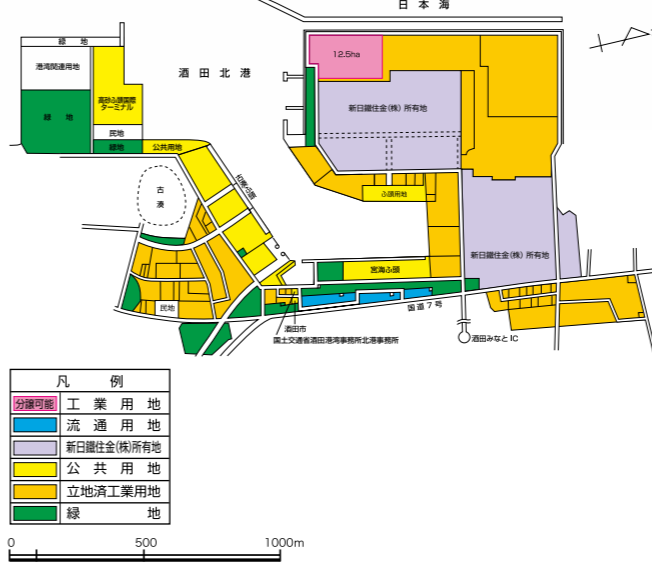 日本海
緑地
港湾関連用地
緑地
高砂ふ頭国際
ターミナル
民地
緑地
公共用地
酒田北港
12.5ha
新日鐵住金(株)所有地
古湊
ふ頭用地
新日鐵住金(株)所有地
宮海ふ頭
民地
酒田市
国土交通省酒田港湾事務所北港事務所
国道7号
酒田みなとIC
凡例
分譲可能 工業用地
流通用地
新日鐵住金(株)所有地
公共用地
立地済工業用地
緑地
0 500 1000m